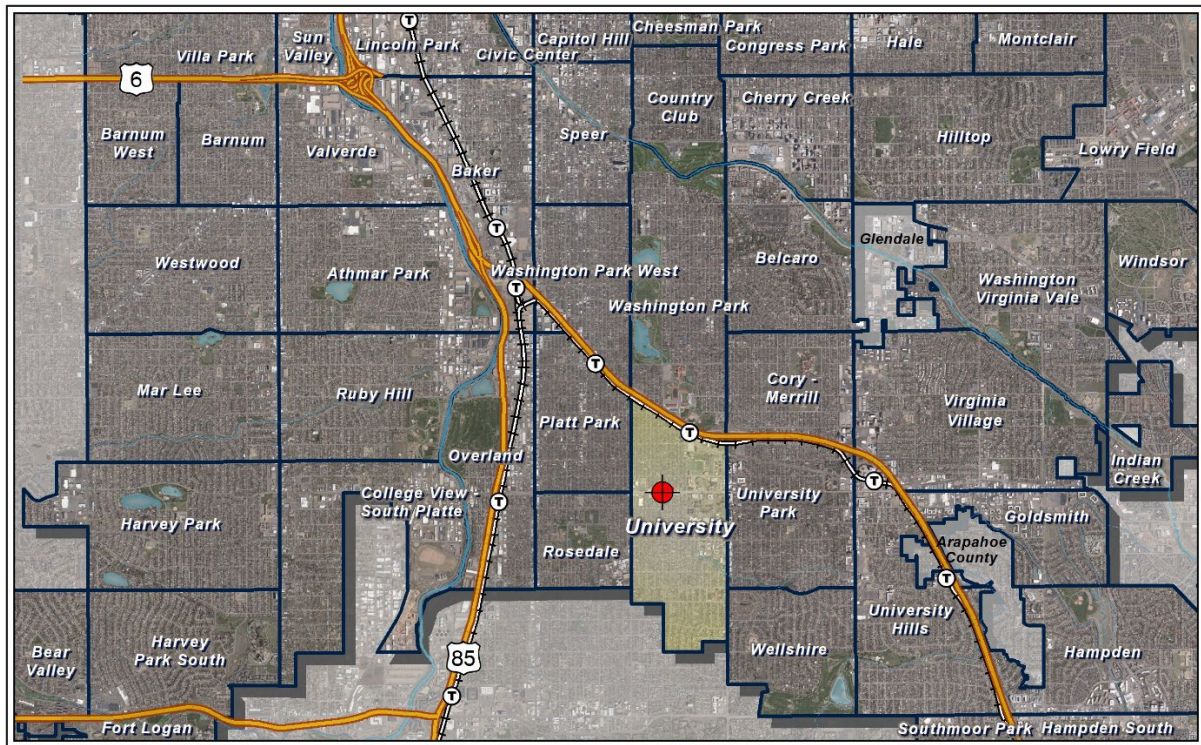 Cheesman Park
Sun
Valley
Lincoln Park
Capitol Hill
Civic Center
Congress Park
Hale
Montclair
Villa Park
6
T
Barnum
West
Barnum
Valverde
Baker
Speer
Country
Club
Cherry Creek
Hilltop
Lowry Field
Westwood
Athmar Park
T
T
Washington Park West
Washington Park
Belcaro
Glendale
Washington
Virginia Vale
Windsor
Mar Lee
Ruby Hill
T
Platt Park
T
Cory -
Merrill
Virginia
Village
Overland
Indian
Creek
Harvey Park
College View -
South Platte
T
Rosedale
University
University
Park
T
Goldsmith
Arapahoe
County
T
Bear
Valley
Harvey
Park South
85
Wellshire
University
Hills
Hampden
T
Fort Logan
Southmoor Park
Hampden South